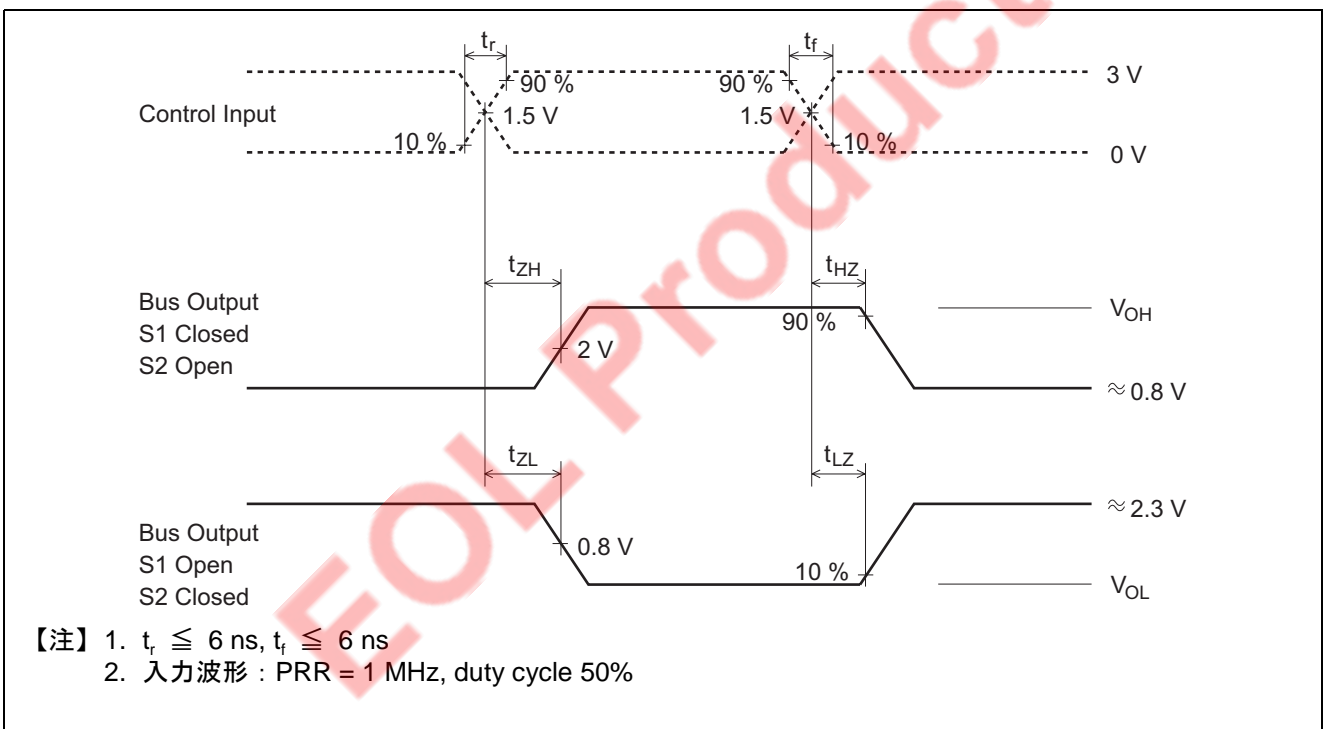 tr
tf
90 %
90 %
3 V
Control Input
1.5 V
1.5 V
10 %
10 %
0 V
tZH
tHZ
Bus Output
S1 Closed
S2 Open
90 %
VOH
2 V
≈ 0.8 V
tZL
tLZ
≈ 2.3 V
Bus Output
S1 Open
S2 Closed
0.8 V
10 %
VOL
【注】 1. tr ≦ 6 ns, tf ≦ 6 ns
2. 入力波形 : PRR = 1 MHz, duty cycle 50%
EOL Product